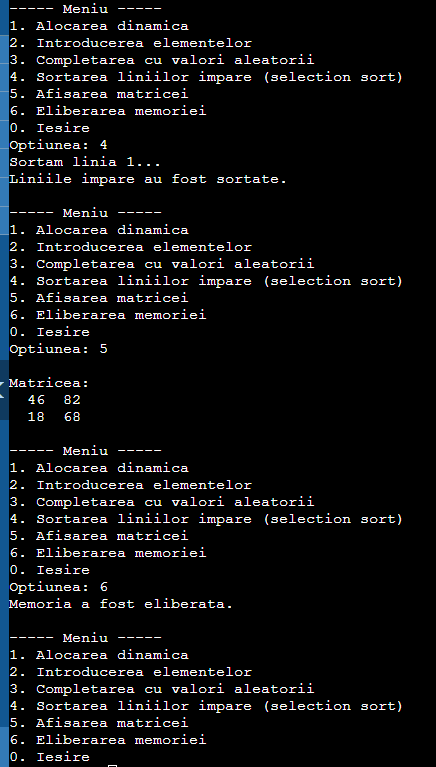 ----- Meniu -----
1. Alocarea dinamica
2. Introducerea elementelor
3. Completarea cu valori aleatorii
4. Sortarea liniilor impare (selection sort)
5. Afisarea matricei
6. Eliberarea memoriei
0. Iesire
Optiunea: 4
Sortam linia 1...
Liniile impare au fost sortate.

----- Meniu -----
1. Alocarea dinamica
2. Introducerea elementelor
3. Completarea cu valori aleatorii
4. Sortarea liniilor impare (selection sort)
5. Afisarea matricei
6. Eliberarea memoriei
0. Iesire
Optiunea: 5

Matricea:
  46  82
  18  68

----- Meniu -----
1. Alocarea dinamica
2. Introducerea elementelor
3. Completarea cu valori aleatorii
4. Sortarea liniilor impare (selection sort)
5. Afisarea matricei
6. Eliberarea memoriei
0. Iesire
Optiunea: 6
Memoria a fost eliberata.

----- Meniu -----
1. Alocarea dinamica
2. Introducerea elementelor
3. Completarea cu valori aleatorii
4. Sortarea liniilor impare (selection sort)
5. Afisarea matricei
6. Eliberarea memoriei
0. Iesire